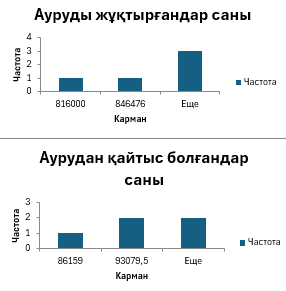 Ауруды жұқтырғандар саны
Частота
4
3
2
1
0
816000 846476 Еще
Карман
Частота
Аурудан қайтыс болғандар
саны
Частота
3
2
1
0
86159 93079,5 Еще
Карман
Частота